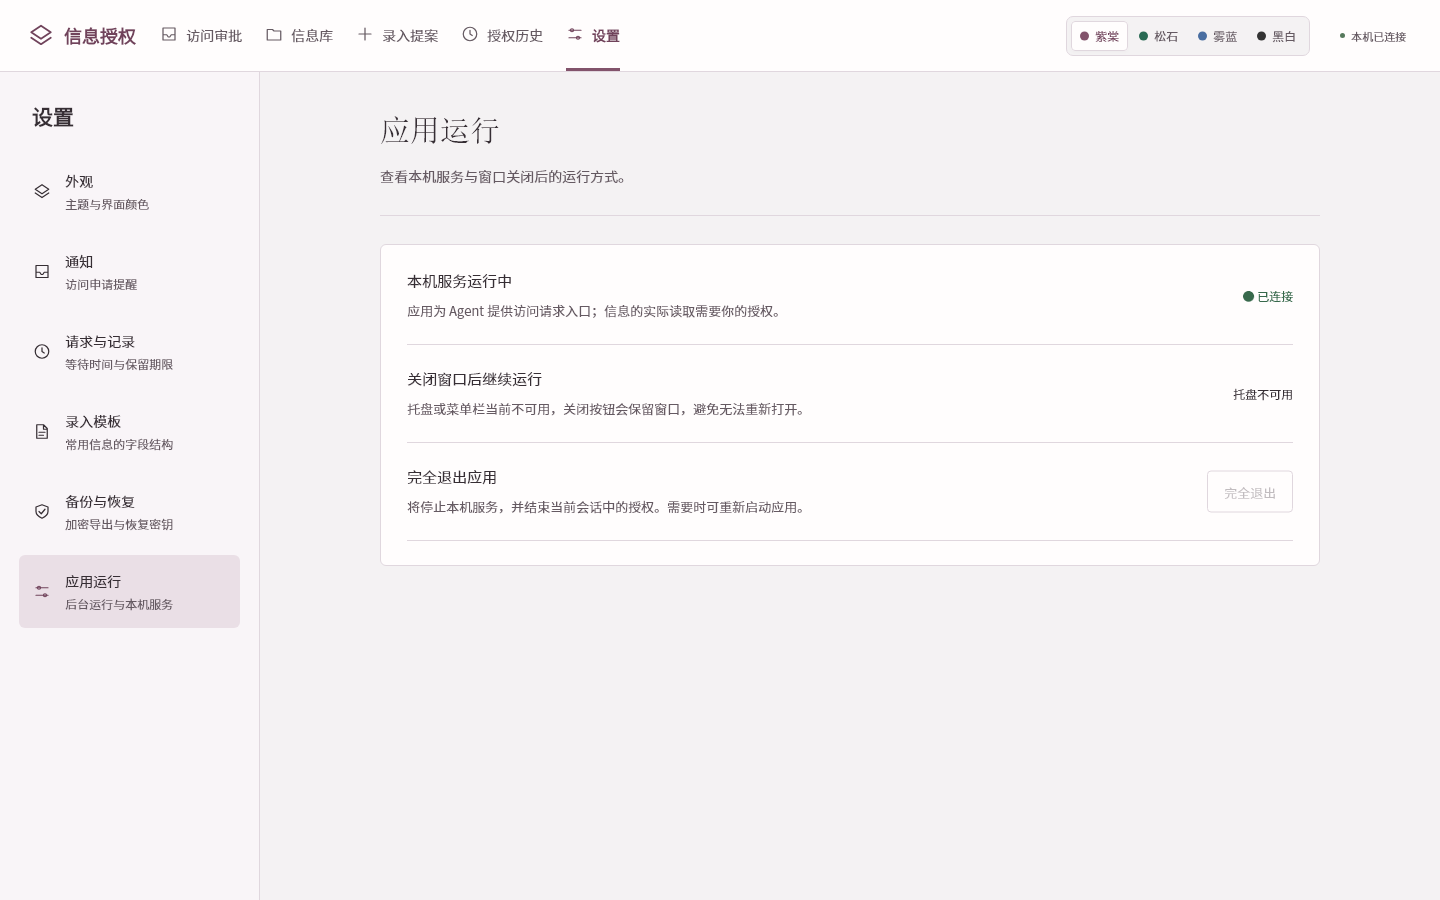 信息授权
访问审批
信息库
录入提案
授权历史
设置
紫棠
松石
雾蓝
黑白
本机已连接
设置
外观
主题与界面颜色
通知
访问申请提醒
请求与记录
等待时间与保留期限
录入模板
常用信息的字段结构
备份与恢复
加密导出与恢复密钥
应用运行
后台运行与本机服务
应用运行
查看本机服务与窗口关闭后的运行方式。
本机服务运行中
应用为 Agent 提供访问请求入口；信息的实际读取需要你的授权。
已连接
关闭窗口后继续运行
托盘或菜单栏当前不可用，关闭按钮会保留窗口，避免无法重新打开。
托盘不可用
完全退出应用
将停止本机服务，并结束当前会话中的授权。需要时可重新启动应用。
完全退出